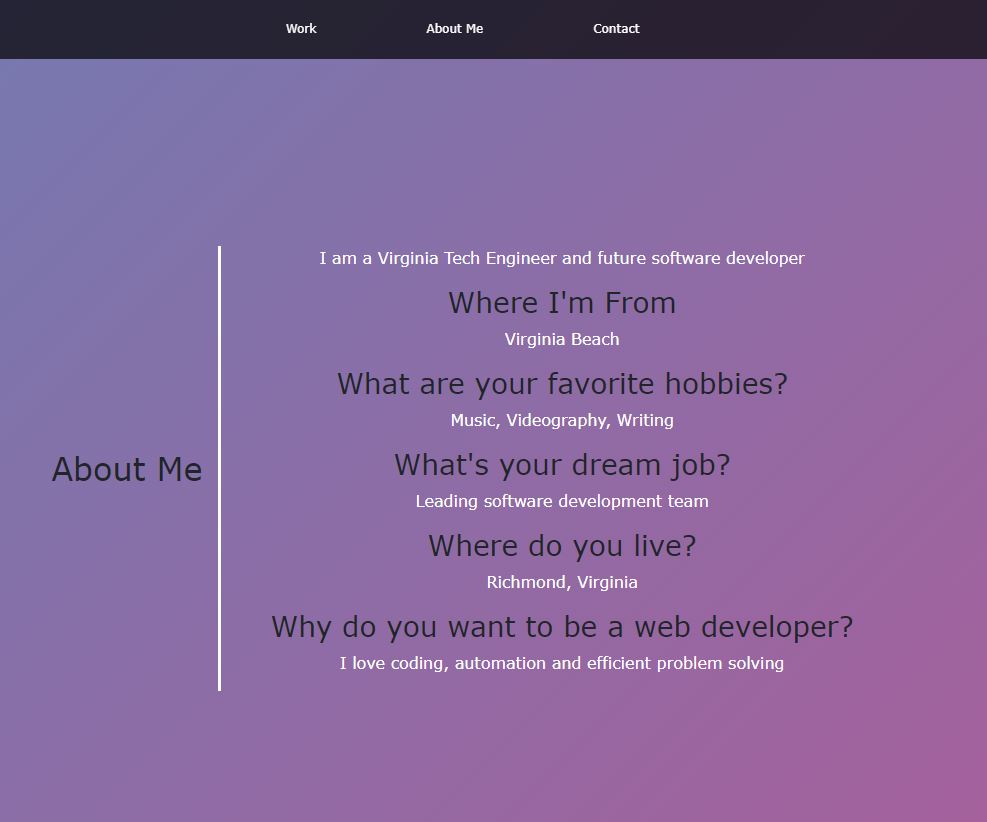 Work
About Me
Contact
About Me
I am a Virginia Tech Engineer and future software developer
Where I'm From
Virginia Beach
What are your favorite hobbies?
Music, Videography, Writing
What's your dream job?
Leading software development team
Where do you live?
Richmond, Virginia
Why do you want to be a web developer?
I love coding, automation and efficient problem solving